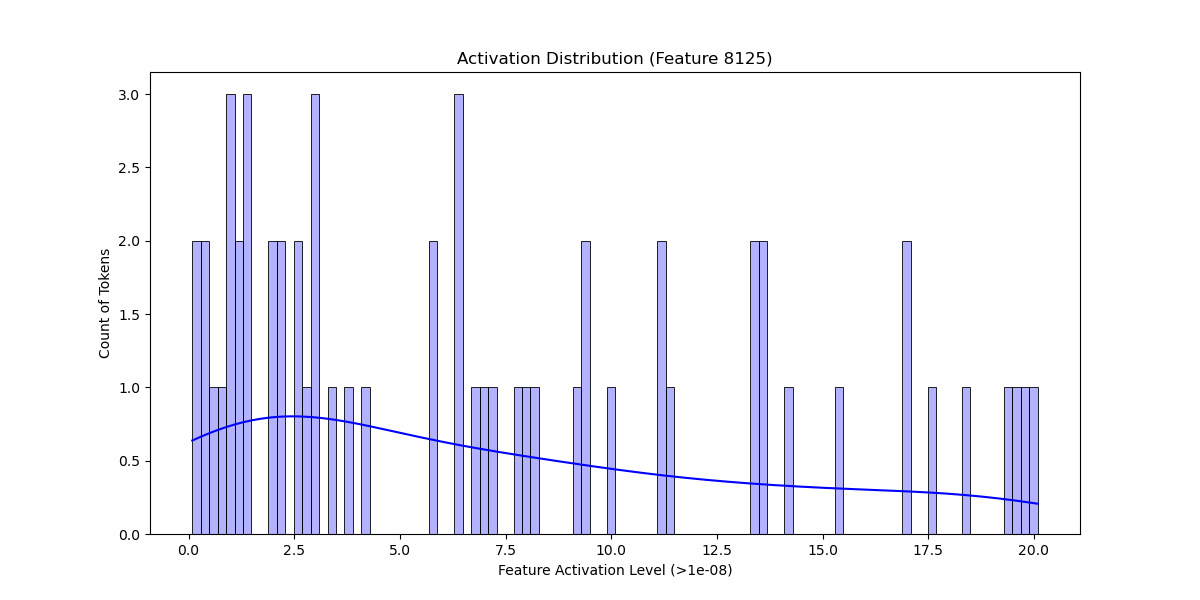 Activation Distribution (Feature 8125)
3.0
2.5
2.0
1.5
1.0
0.5
0.0
Count of Tokens
0.0 2.5 5.0 7.5 10.0 12.5 15.0 17.5 20.0
Feature Activation Level (>1e-08)